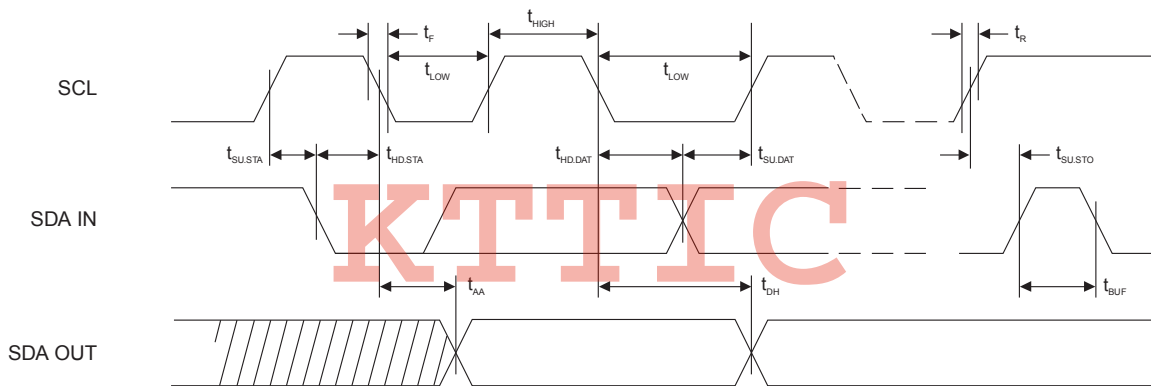 tHIGH
tF
tR
tLOW
tLOW
SCL
tSU.STA
tHD.STA
tHD.DAT
tSU.DAT
tSU.STO
SDA IN
KTTIC
tAA
tDH
tBUF
SDA OUT